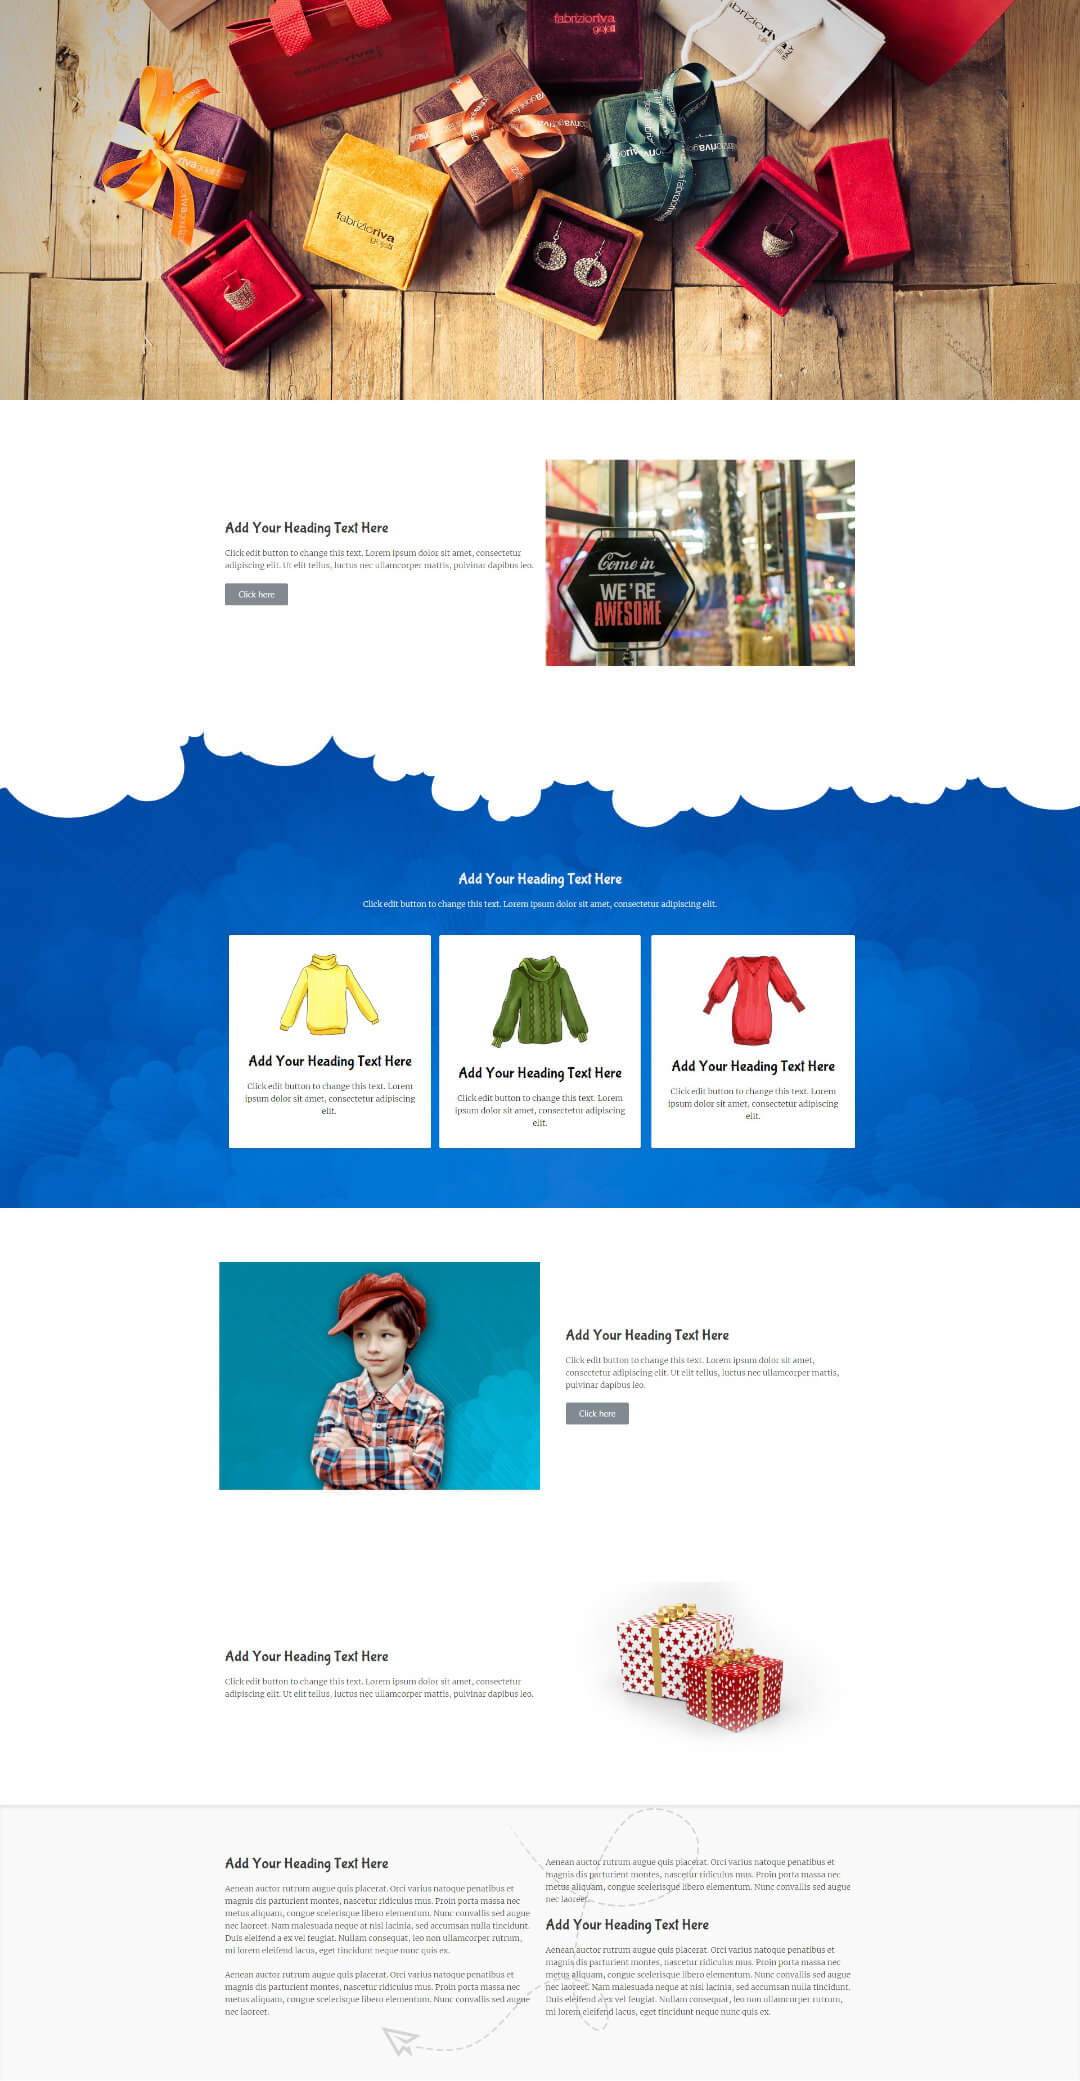 fabrizioriva
gioielli
fabrizioriva
fabrizioriva
Add Your Heading Text Here
Click edit button to change this text. Lorem ipsum dolor sit amet, consectetur
adipiscing elit. Ut elit tellus, luctus nec ullamcorper mattis, pulvinar dapibus leo.
Click here
Come in
WE'RE
AWESOME
Add Your Heading Text Here
Click edit button to change this text. Lorem ipsum dolor sit amet, consectetur adipiscing elit.
Add Your Heading Text Here
Click edit button to change this text. Lorem
ipsum dolor sit amet, consectetur adipiscing
elit.
Add Your Heading Text Here
Click edit button to change this text. Lorem
ipsum dolor sit amet, consectetur adipiscing
elit.
Add Your Heading Text Here
Click edit button to change this text. Lorem
ipsum dolor sit amet, consectetur adipiscing
elit.
Add Your Heading Text Here
Click edit button to change this text. Lorem ipsum dolor sit amet,
consectetur adipiscing elit. Ut elit tellus, luctus nec ullamcorper mattis,
pulvinar dapibus leo.
Click here
Add Your Heading Text Here
Click edit button to change this text. Lorem ipsum dolor sit amet, consectetur
adipiscing elit. Ut elit tellus, luctus nec ullamcorper mattis, pulvinar dapibus leo.
Add Your Heading Text Here
Aenean auctor rutrum augue quis placerat. Orci varius natoque penatibus et
magnis dis parturient montes, nascetur ridiculus mus. Proin porta massa nec
metus aliquam, congue scelerisque libero elementum. Nunc convallis sed augue
nec laoreet. Nam malesuada neque at nisl lacinia, sed accumsan nulla tincidunt.
Duis eleifend a ex vel feugiat. Nullam consequat, leo non ullamcorper rutrum,
mi lorem eleifend lacus, eget tincidunt neque nunc quis ex.
Aenean auctor rutrum augue quis placerat. Orci varius natoque penatibus et
magnis dis parturient montes, nascetur ridiculus mus. Proin porta massa nec
metus aliquam, congue scelerisque libero elementum. Nunc convallis sed augue
nec laoreet.
Aenean auctor rutrum augue quis placerat. Orci varius natoque penatibus et
magnis dis parturient montes, nascetur ridiculus mus. Proin porta massa nec
metus aliquam, congue scelerisque libero elementum. Nunc convallis sed augue
nec laoreet.
Add Your Heading Text Here
Aenean auctor rutrum augue quis placerat. Orci varius natoque penatibus et
magnis dis parturient montes, nascetur ridiculus mus. Proin porta massa nec
metus aliquam, congue scelerisque libero elementum. Nunc convallis sed augue
nec laoreet. Nam malesuada neque at nisl lacinia, sed accumsan nulla tincidunt.
Duis eleifend a ex vel feugiat. Nullam consequat, leo non ullamcorper rutrum,
mi lorem eleifend lacus, eget tincidunt neque nunc quis ex.